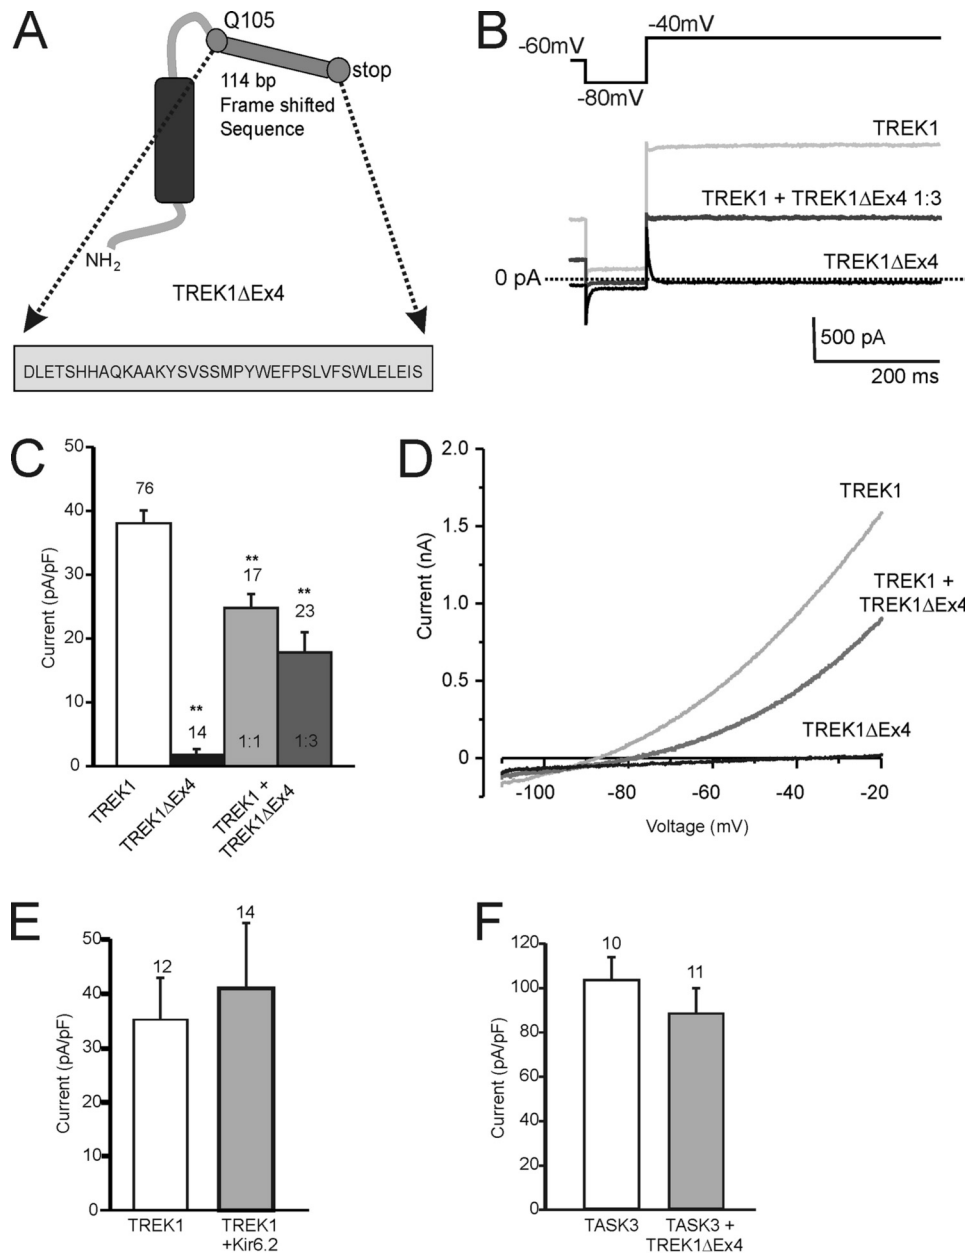 A
Q105
stop
114 bp
Frame shifted
Sequence
NH2
TREK1ΔEx4
DLETSHHAQKAAKYSVSSMPYWEFPSLVFSWLELEIS
B
-60mV
-40mV
-80mV
TREK1
TREK1 + TREK1ΔEx4 1:3
TREK1ΔEx4
0 pA
500 pA
200 ms
C
Current (pA/pF)
50
40
30
20
10
0
76
**
14
**
17
**
23
1:1
1:3
TREK1
TREK1ΔEx4
TREK1 +
TREK1ΔEx4
D
Current (nA)
2.0
1.5
1.0
0.5
0
TREK1
TREK1 +
TREK1ΔEx4
TREK1ΔEx4
-100
-80
-60
-40
-20
Voltage (mV)
E
Current (pA/pF)
50
40
30
20
10
0
12
14
TREK1
TREK1
+Kir6.2
F
Current (pA/pF)
120
100
80
60
40
20
0
10
11
TASK3
TASK3 +
TREK1ΔEx4